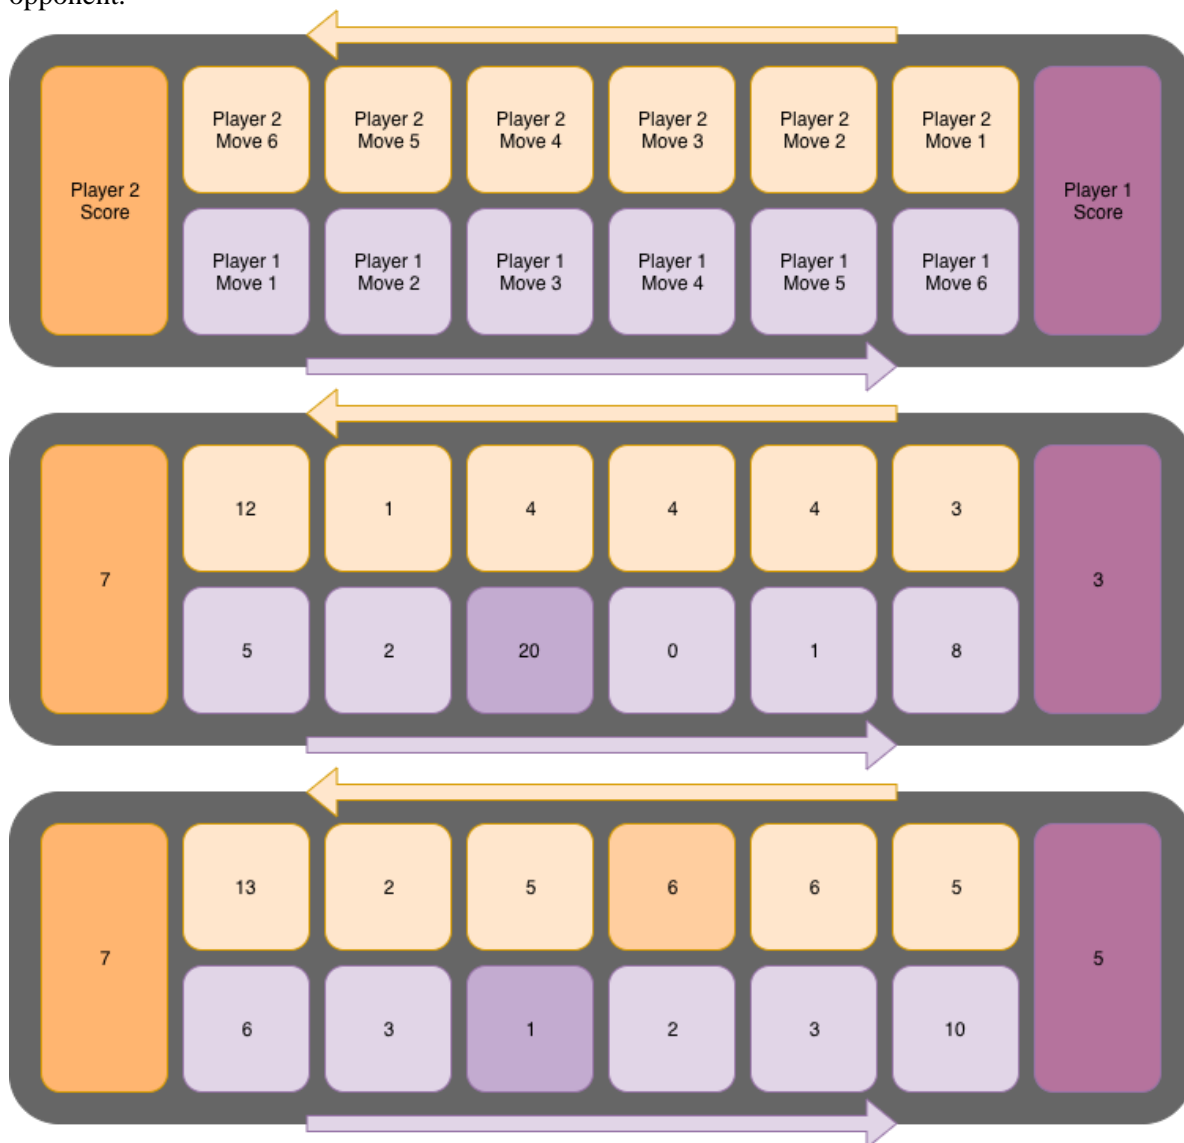 opponent.
Player 2
Score
Player 2
Move 6
Player 2
Move 5
Player 2
Move 4
Player 2
Move 3
Player 2
Move 2
Player 2
Move 1
Player 1
Score
Player 1
Move 1
Player 1
Move 2
Player 1
Move 3
Player 1
Move 4
Player 1
Move 5
Player 1
Move 6
7
12
1
4
4
4
3
3
5
2
20
0
1
8
7
13
2
5
6
6
5
5
6
3
1
2
3
10